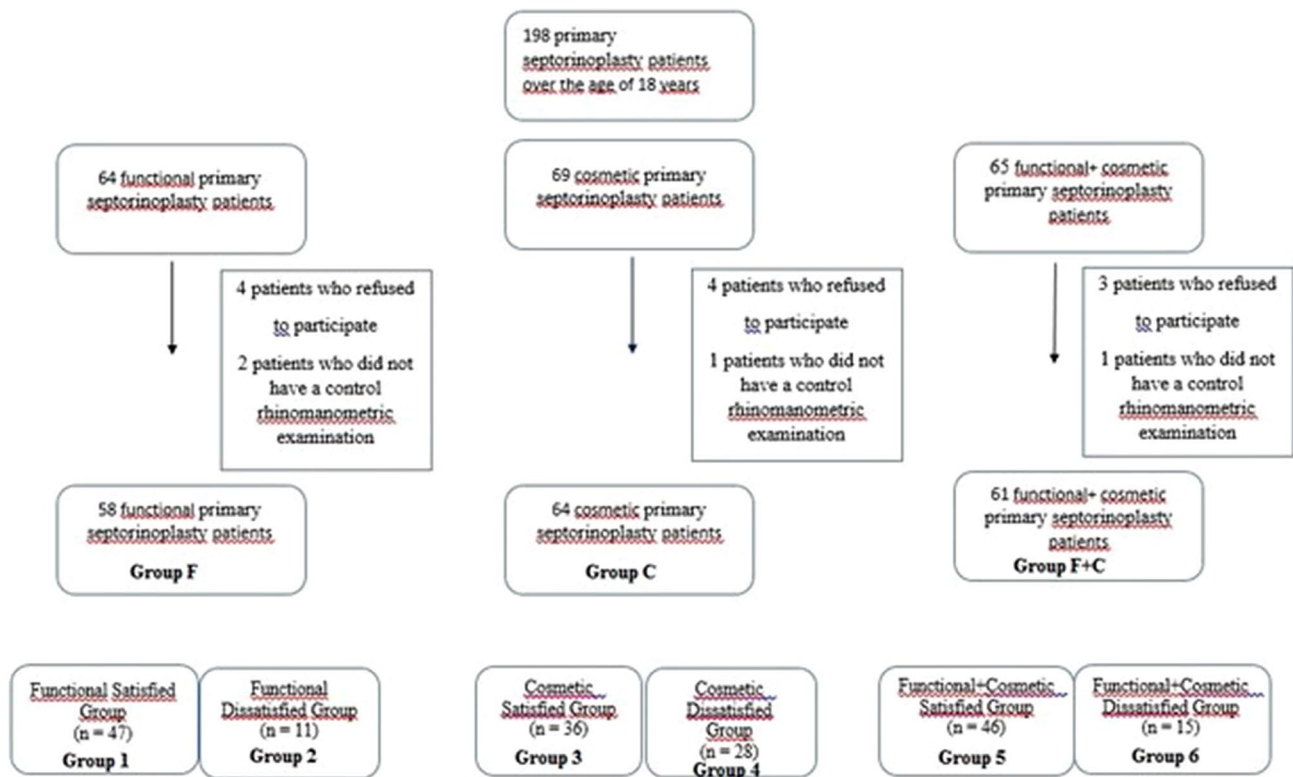 198 primary
septorinoplasty patients
over the age of 18 years
64 functional primary
septorinoplasty patients
69 cosmetic primary
septorinoplasty patients
65 functional+ cosmetic
primary septorinoplasty
patients
4 patients who refused
to participate
2 patients who did not
have a control
rhinomanometric
examination
4 patients who refused
to participate
1 patients who did not
have a control
rhinomanometric
examination
3 patients who refused
to participate
1 patients who did not
have a control
rhinomanometric
examination
58 functional primary
septorinoplasty patients
Group F
64 cosmetic primary
septorinoplasty patients
Group C
61 functional+ cosmetic
primary septorinoplasty
patients
Group F+C
Functional Satisfied
Group
(n = 47)
Group 1
Functional
Dissatisfied Group
(n = 11)
Group 2
Cosmetic
Satisfied Group
(n = 36)
Group 3
Cosmetic
Dissatisfied
Group
(n = 28)
Group 4
Functional+Cosmetic
Satisfied Group
(n = 46)
Group 5
Functional+Cosmetic
Dissatisfied Group
(n = 15)
Group 6